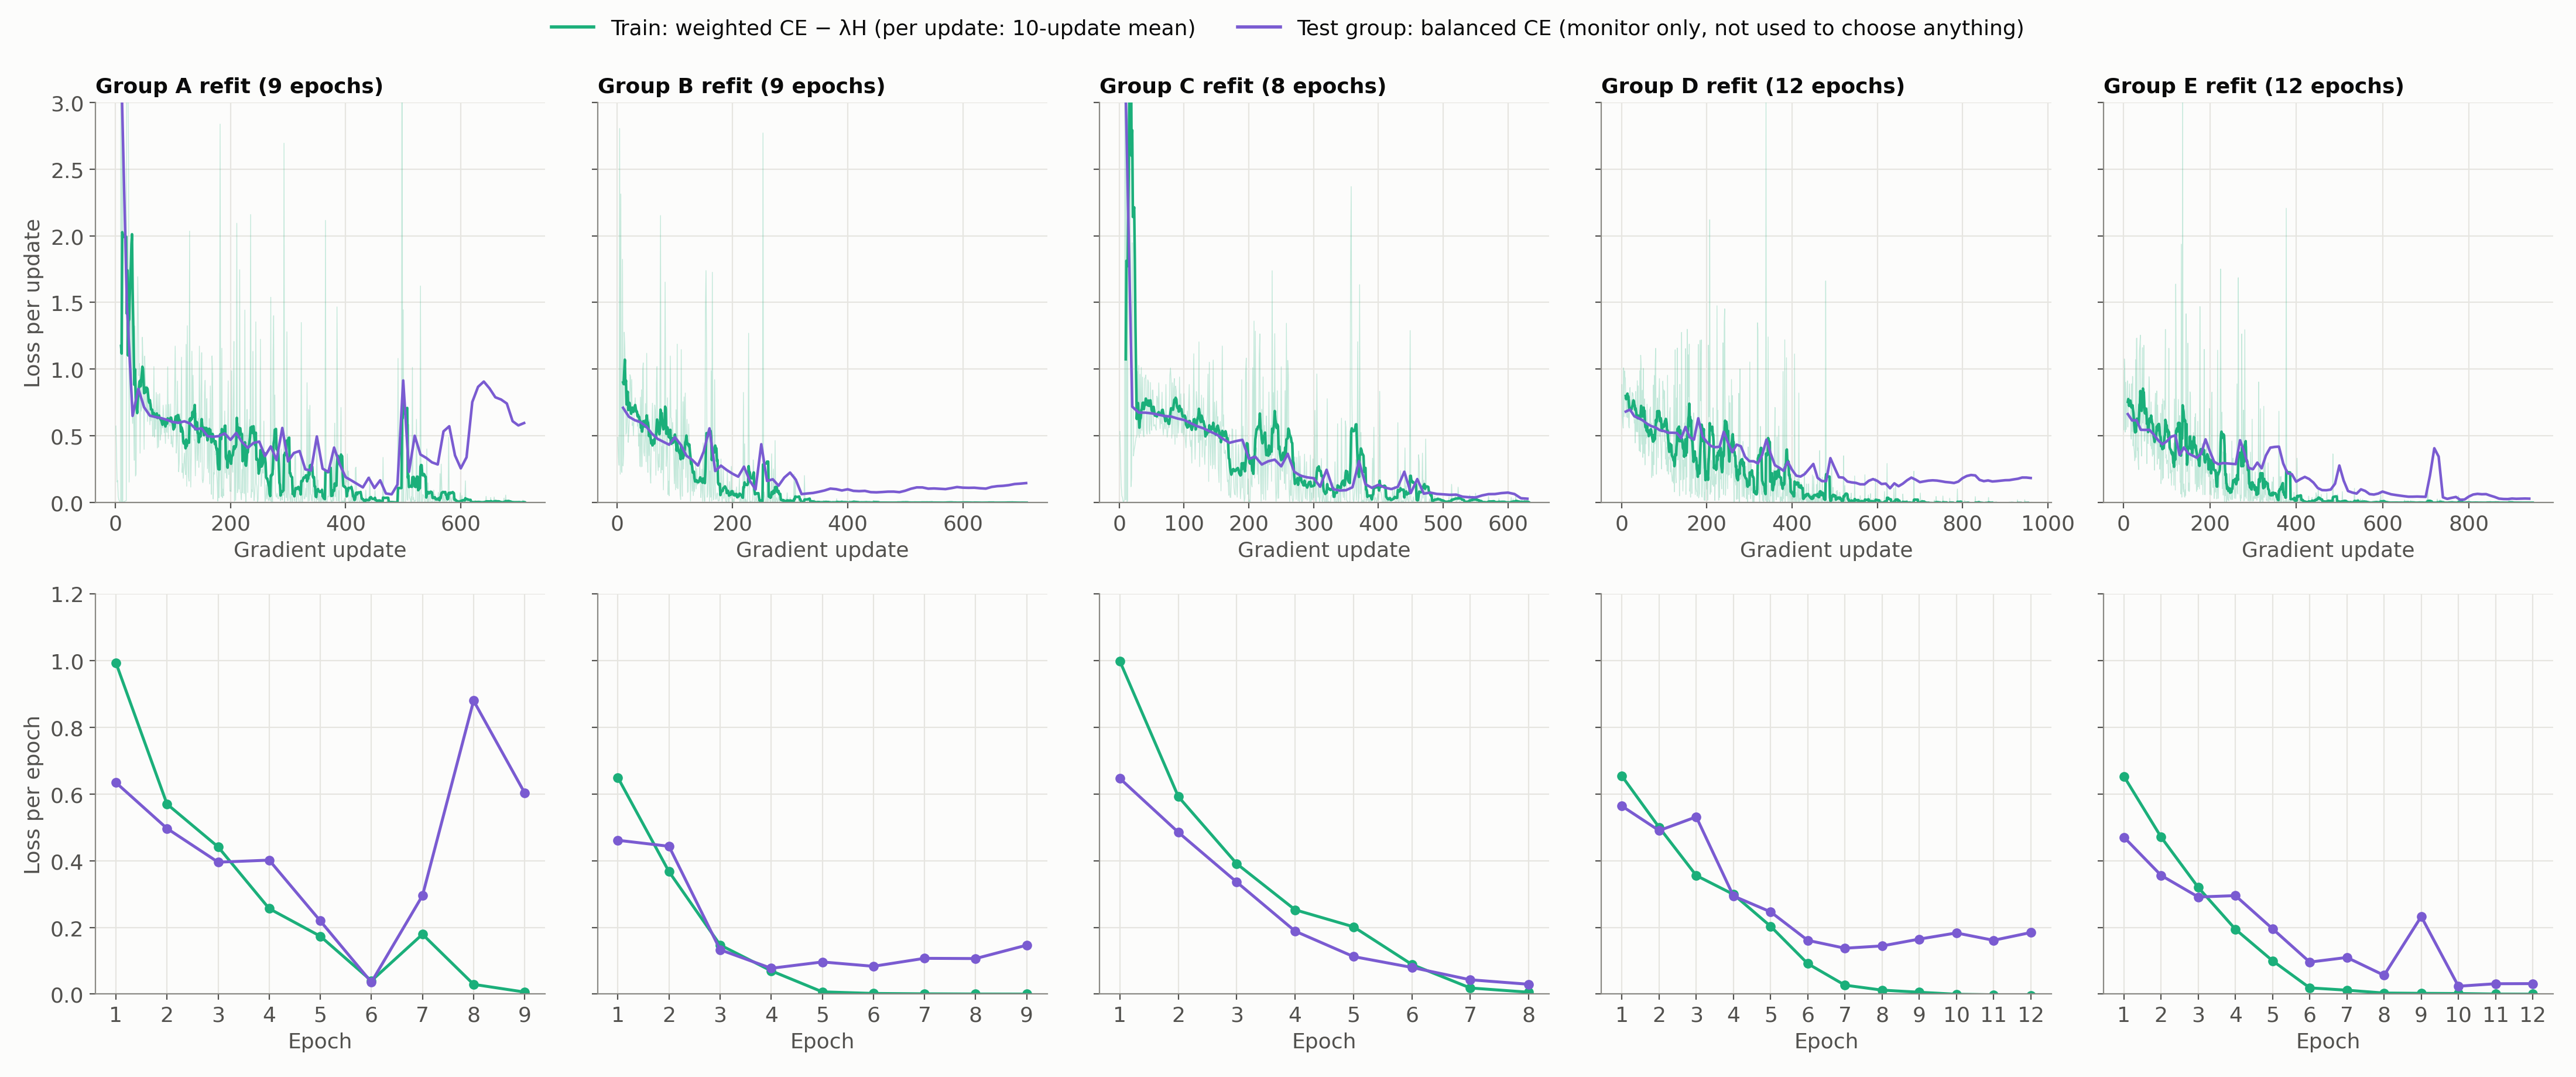 Train: weighted CE − λH (per update: 10-update mean) Test group: balanced CE (monitor only, not used to choose anything)
Group A refit (9 epochs) Group B refit (9 epochs) Group C refit (8 epochs) Group D refit (12 epochs) Group E refit (12 epochs)
Loss per update
3.0
2.5
2.0
1.5
1.0
0.5
0.0
0 200 400 600 0 200 400 600 0 100 200 300 400 500 600 0 200 400 600 800 1000 0 200 400 600 800
Gradient update Gradient update Gradient update Gradient update Gradient update
Loss per epoch
1.2
1.0
0.8
0.6
0.4
0.2
0.0
1 2 3 4 5 6 7 8 9 1 2 3 4 5 6 7 8 9 1 2 3 4 5 6 7 8 1 2 3 4 5 6 7 8 9 10 11 12 1 2 3 4 5 6 7 8 9 10 11 12
Epoch Epoch Epoch Epoch Epoch